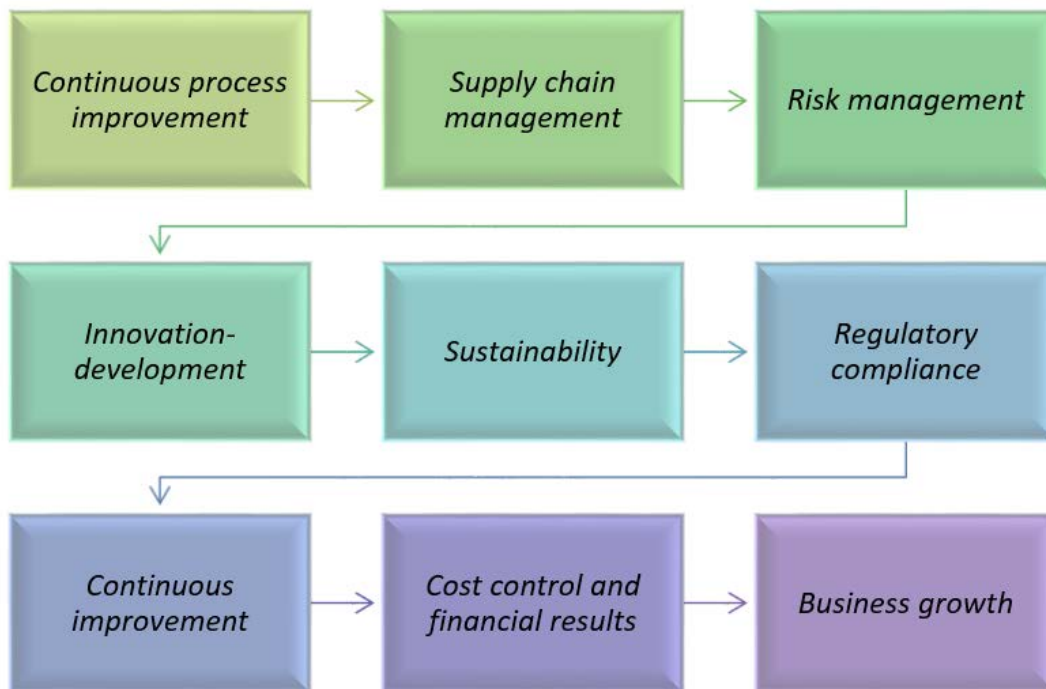 Continuous process
improvement
Supply chain
management
Risk management
Innovation-
development
Sustainability
Regulatory
compliance
Continuous
improvement
Cost control and
financial results
Business growth